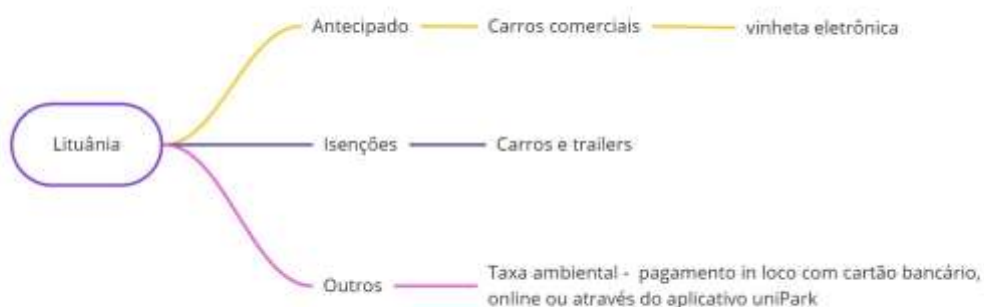 Antecipado
Carros comerciais
vinheta eletrônica
Lituânia
Isenções
Carros e trailers
Outros
Taxa ambiental - pagamento in loco com cartão bancário,
online ou através do aplicativo uniPark